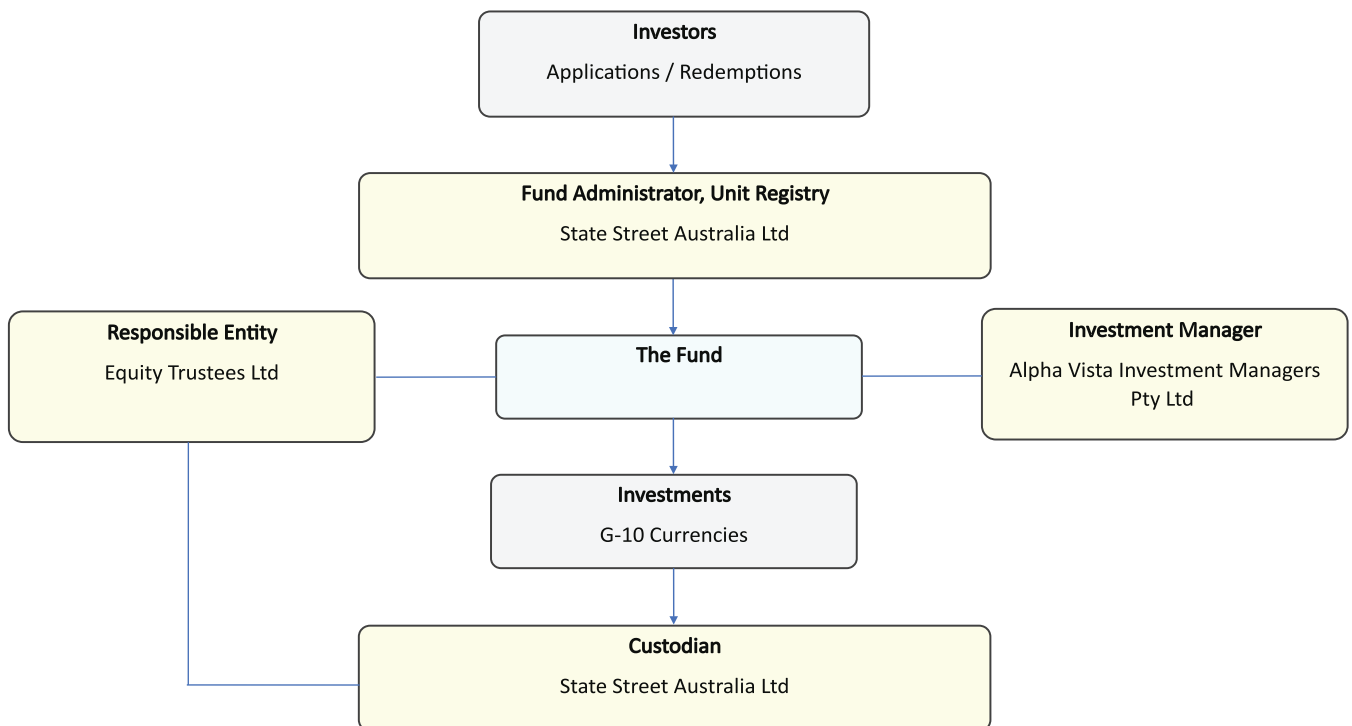 Investors
Applications / Redemptions
Fund Administrator, Unit Registry
State Street Australia Ltd
Responsible Entity
Equity Trustees Ltd
The Fund
Investment Manager
Alpha Vista Investment Managers
Pty Ltd
Investments
G-10 Currencies
Custodian
State Street Australia Ltd